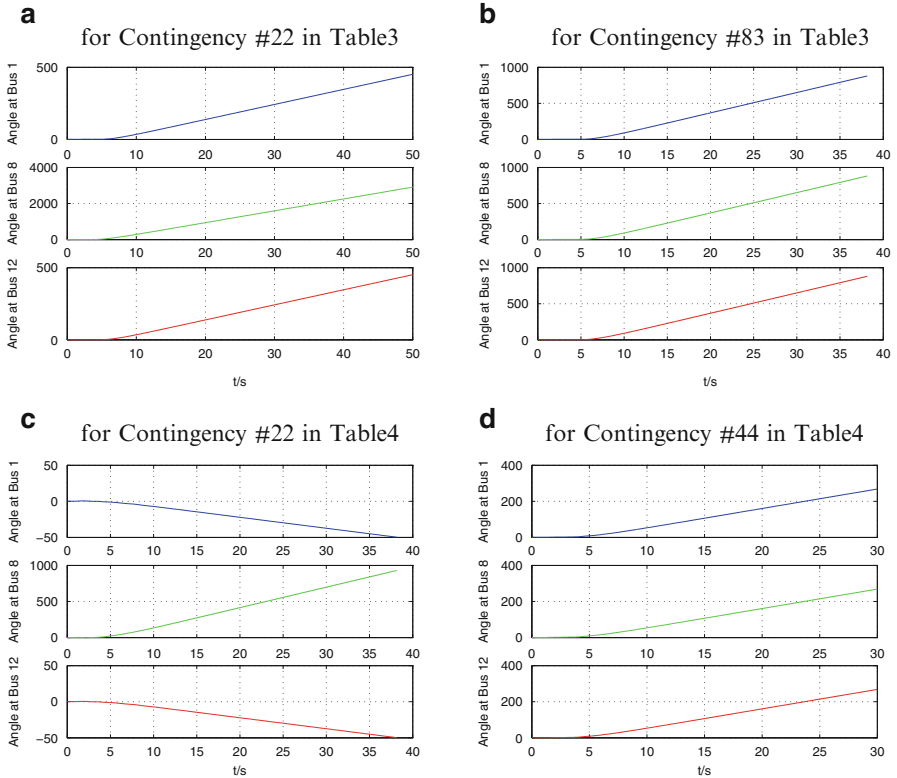 a
for Contingency #22 in Table3
Angle at Bus 1
500
0
0 10 20 30 40 50
Angle at Bus 8
4000
2000
0
0 10 20 30 40 50
Angle at Bus 12
500
0
0 10 20 30 40 50
t/s
b
for Contingency #83 in Table3
Angle at Bus 1
1000
500
0
0 5 10 15 20 25 30 35 40
Angle at Bus 8
1000
500
0
0 5 10 15 20 25 30 35 40
Angle at Bus 12
1000
500
0
0 5 10 15 20 25 30 35 40
t/s
c
for Contingency #22 in Table4
Angle at Bus 1
50
0
−50
0 5 10 15 20 25 30 35 40
Angle at Bus 8
1000
500
0
0 5 10 15 20 25 30 35 40
Angle at Bus 12
50
0
−50
0 5 10 15 20 25 30 35 40
t/s
d
for Contingency #44 in Table4
Angle at Bus 1
400
200
0
0 5 10 15 20 25 30
Angle at Bus 8
400
200
0
0 5 10 15 20 25 30
Angle at Bus 12
400
200
0
0 5 10 15 20 25 30
t/s